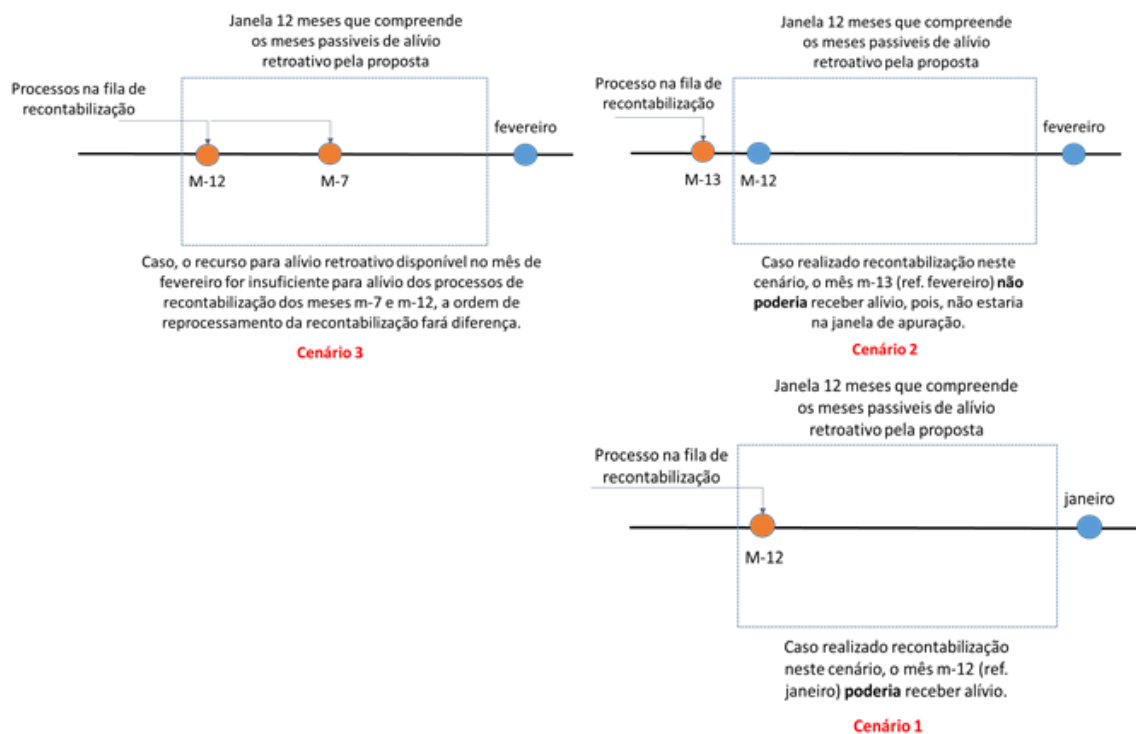 Janela 12 meses que compreende
os meses passiveis de alívio
retroativo pela proposta
Processos na fila de
recontabilização
fevereiro
M-12
M-7
Caso, o recurso para alívio retroativo disponível no mês de
fevereiro for insuficiente para alívio dos processos de
recontabilização dos meses m-7 e m-12, a ordem de
reprocessamento da recontabilização fará diferença.
Cenário 3
Janela 12 meses que compreende
os meses passiveis de alívio
retroativo pela proposta
Processo na fila de
recontabilização
fevereiro
M-13
M-12
Caso realizado recontabilização neste
cenário, o mês m-13 (ref. fevereiro) não
poderia receber alívio, pois, não estaria
na janela de apuração.
Cenário 2
Janela 12 meses que compreende
os meses passiveis de alívio
retroativo pela proposta
Processo na fila de
recontabilização
janeiro
M-12
Caso realizado recontabilização
neste cenário, o mês m-12 (ref.
janeiro) poderia receber alívio.
Cenário 1